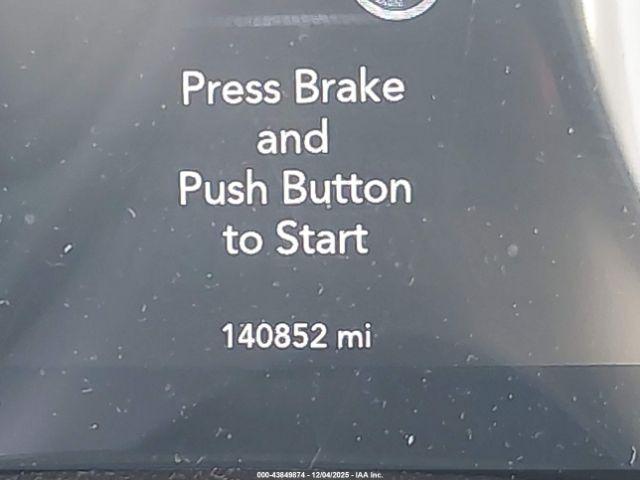 Press Brake
and
Push Button
to Start
140852 mi
000-43849874 - 12/04/2025 - IAA Inc.